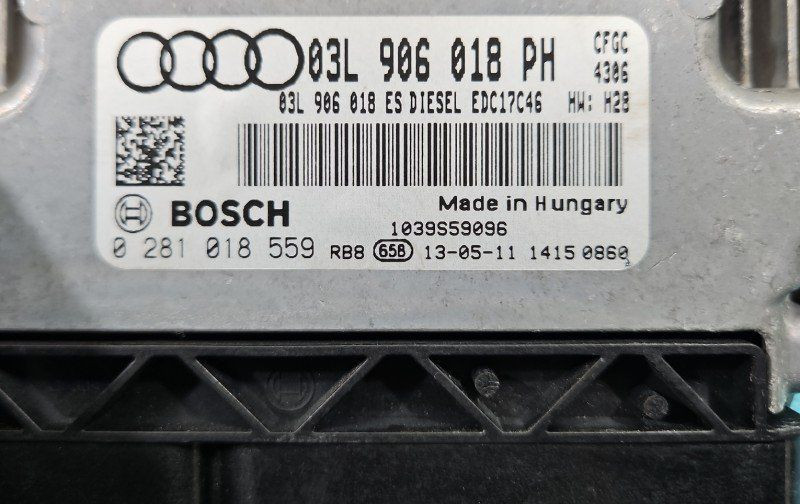 03L 906 018 PH CFGC
4306
03L 906 018 ES DIESEL EDC17C46 HW: H28
BOSCH Made in Hungary
1039S59096
0 281 018 559 RB8 658 13-05-11 1415 0860